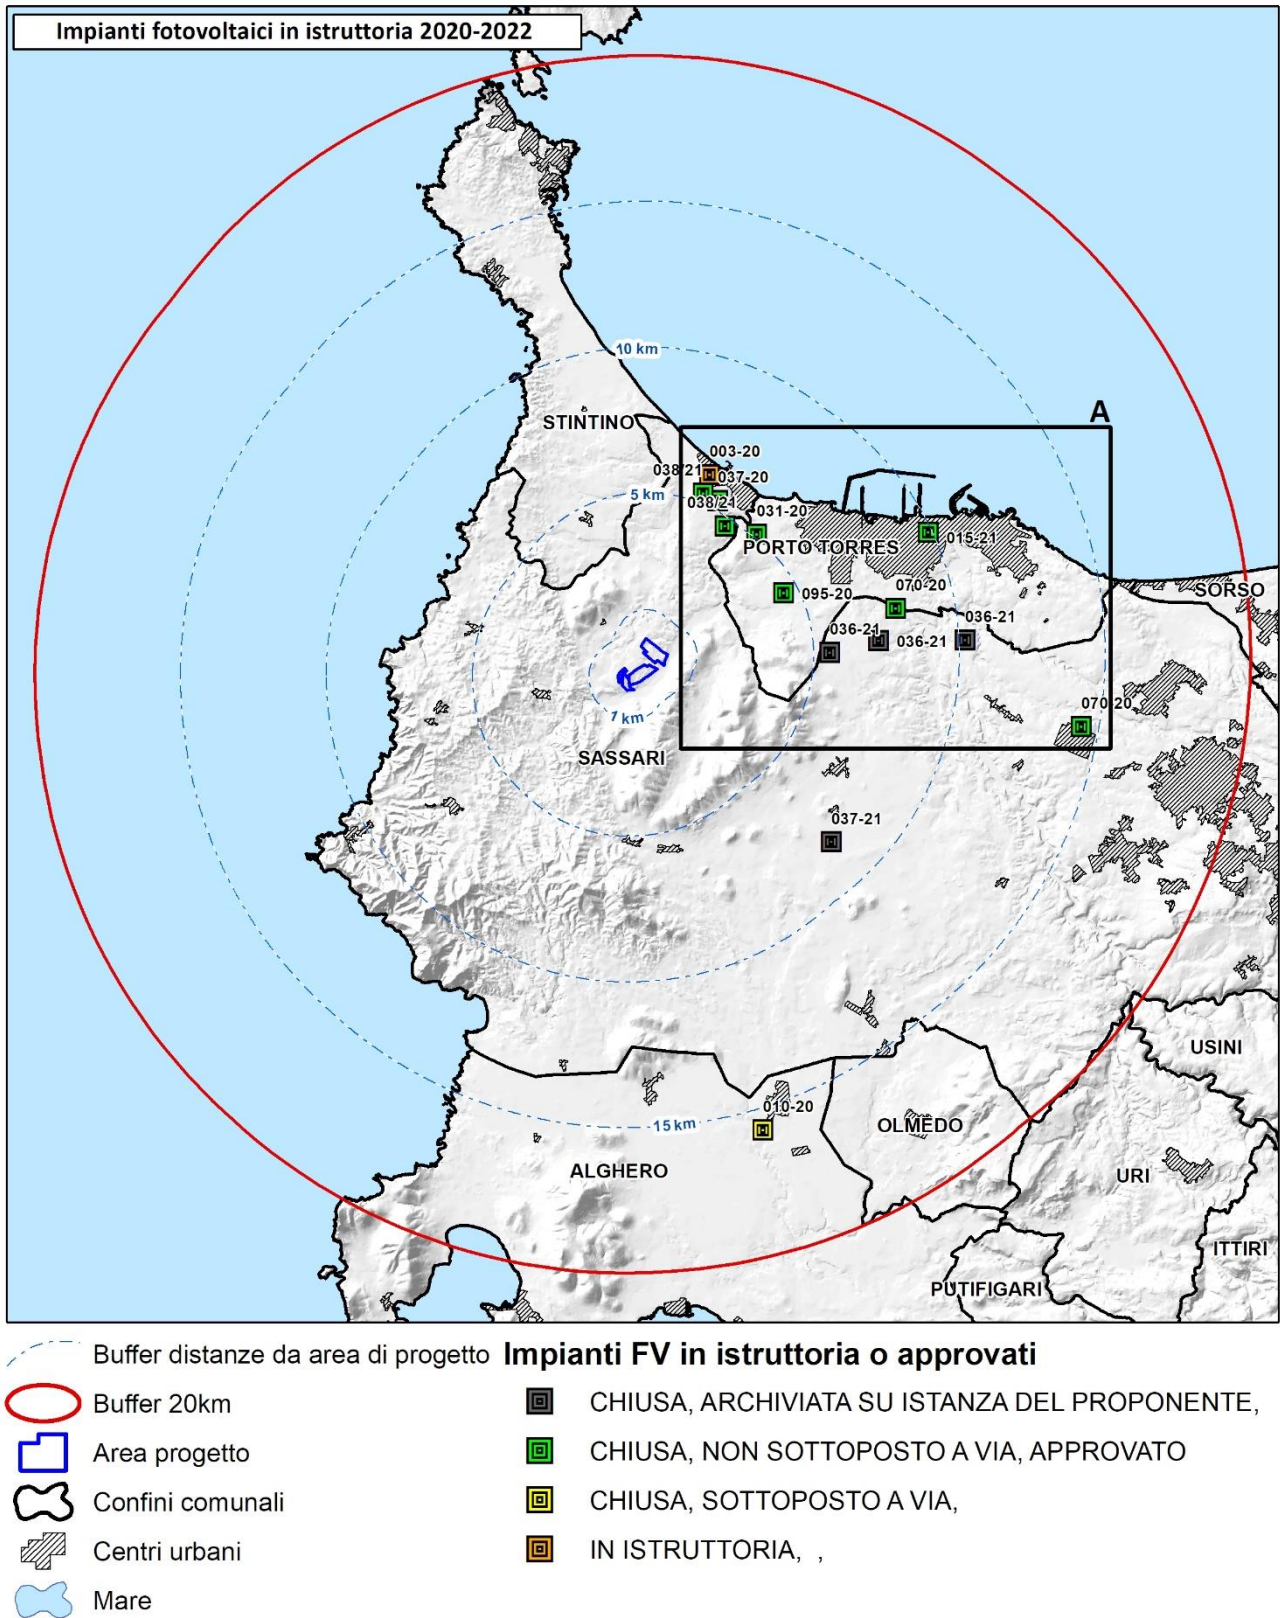 Impianti fotovoltaici in istruttoria 2020-2022
10 km
STINTINO
A
003-20
038/21
037-20
5 km
038/21
031-20
PORTO TORRES
015-21
095-20
070-20
SORSO
036-21
036-21
036-21
1 km
070-20
SASSARI
037-21
USINI
010-20
15 km
OLMEDO
ALGHERO
URI
ITTIRI
PUTIFIGARI
Buffer distanze da area di progetto
Buffer 20km
Area progetto
Confini comunali
Centri urbani
Mare
Impianti FV in istruttoria o approvati
CHIUSA, ARCHIVIATA SU ISTANZA DEL PROPONENTE,
CHIUSA, NON SOTTOPOSTO A VIA, APPROVATO
CHIUSA, SOTTOPOSTO A VIA,
IN ISTRUTTORIA, ,